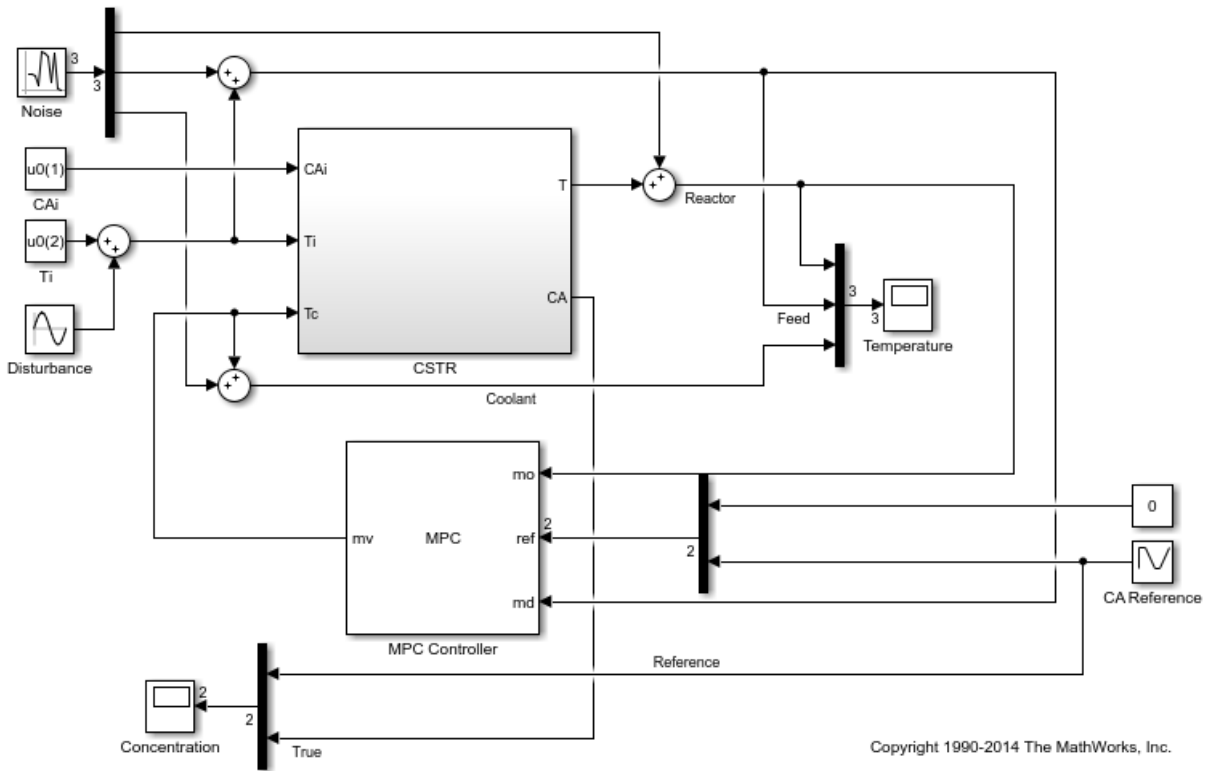 3
3
Noise
u0(1)
CAi
u0(2)
Ti
Disturbance
+
+
+
+
+
+
+
+
CAi
Ti
Tc
T
CA
CSTR
Reactor
Feed
Coolant
3
3
Temperature
mo
ref
md
mv
MPC
MPC Controller
2
2
0
CA Reference
Reference
2
2
Concentration
True
Copyright 1990-2014 The MathWorks, Inc.